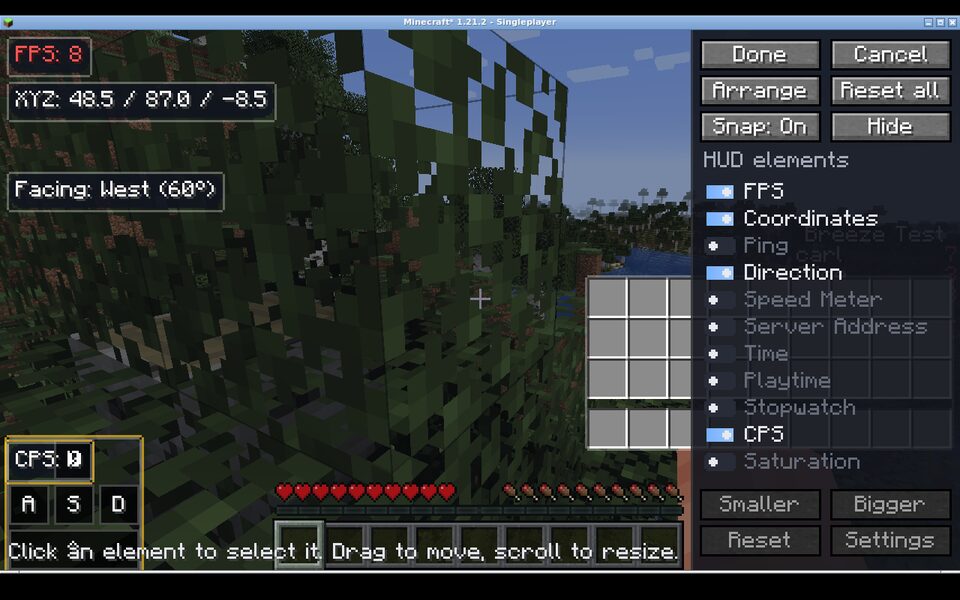 Minecraft* 1.21.2 - Singleplayer
FPS: 8
XYZ: 48.5 / 87.0 / -8.5
Facing: West (60°)
CPS: 0
A S D
Click an element to select it. Drag to move, scroll to resize.
Done
Cancel
Arrange
Reset all
Snap: On
Hide
HUD elements
FPS
Coordinates
Ping
Direction
Speed Meter
Server Address
Time
Playtime
Stopwatch
CPS
Saturation
Breeze Test
carl
Smaller
Bigger
Reset
Settings